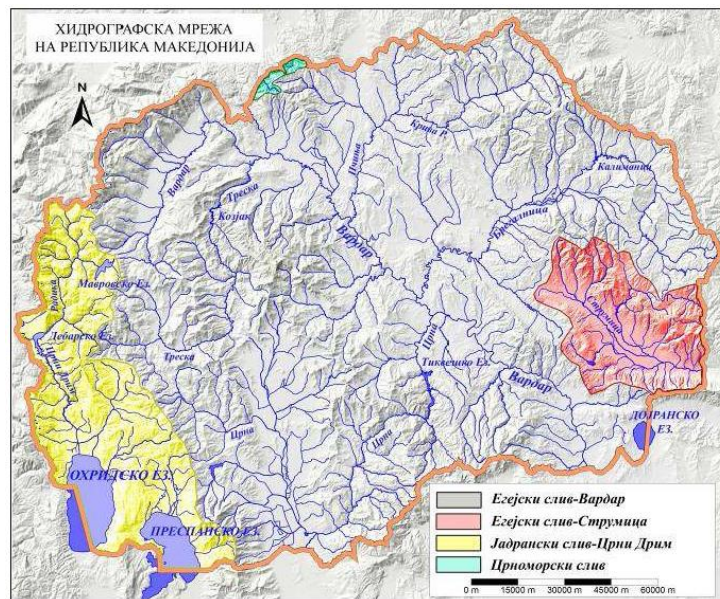 ХИДРОГРАФСКА МРЕЖА
НА РЕПУБЛИКА МАКЕДОНИЈА
N
Крива Р.
Пчиња
Вардар
Калиманци
Треска
Козјак
Брегалница
Вардар
Мавровско Ез.
Радика
Струмица
Дебарско Ез.
Црни Дрим
Треска
Црна
Тиквешко Ез.
Вардар
Црна
Црна
ДОЈРАНСКО
ЕЗ.
ОХРИДСКО ЕЗ.
ПРЕСПАНСКО ЕЗ.
Егејски слив-Вардар
Егејски слив-Струмица
Јадрански слив-Црни Дрим
Црноморски слив
0 15000 m 30000 m 45000 m 60000 m